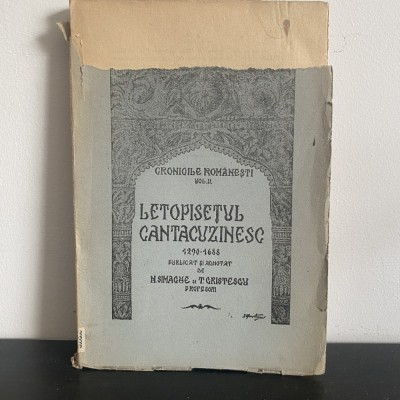 CRONICILE ROMÂNEȘTI
VOL. II.
LETOPISEȚUL
CANTACUZINESC
1290-1688
PUBLICAT ȘI ADNOTAT
DE
N. SIMACHE ȘI T. CRISTESCU
PROFESORI